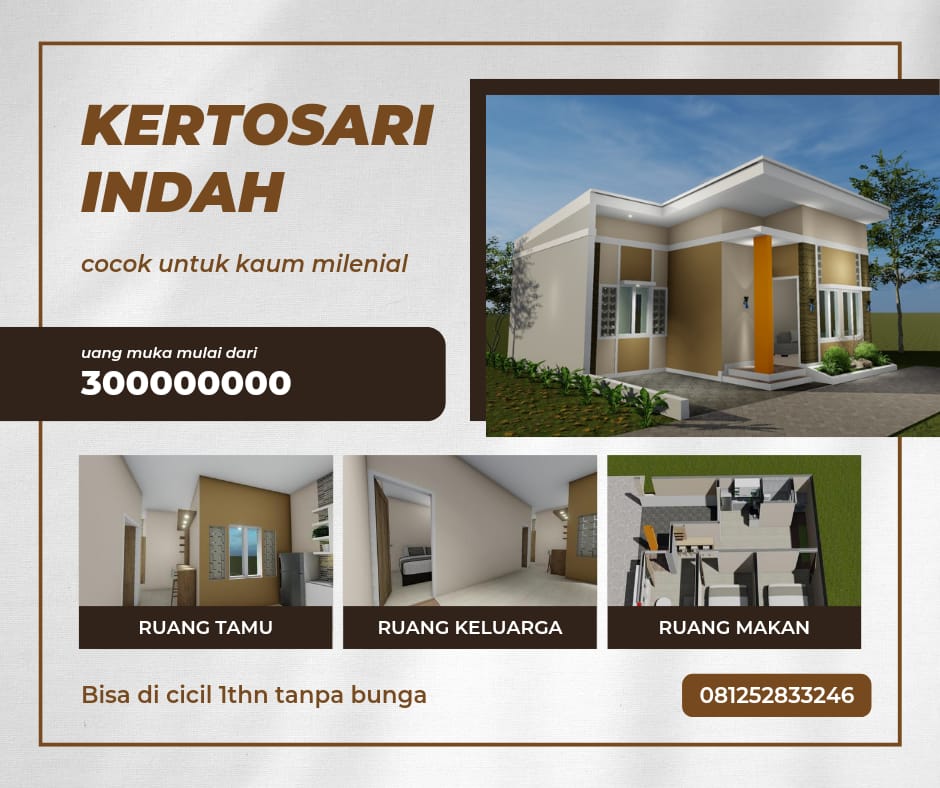 KERTOSARI
INDAH
cocok untuk kaum milenial
uang muka mulai dari
300000000
RUANG TAMU
RUANG KELUARGA
RUANG MAKAN
Bisa di cicil 1thn tanpa bunga
081252833246